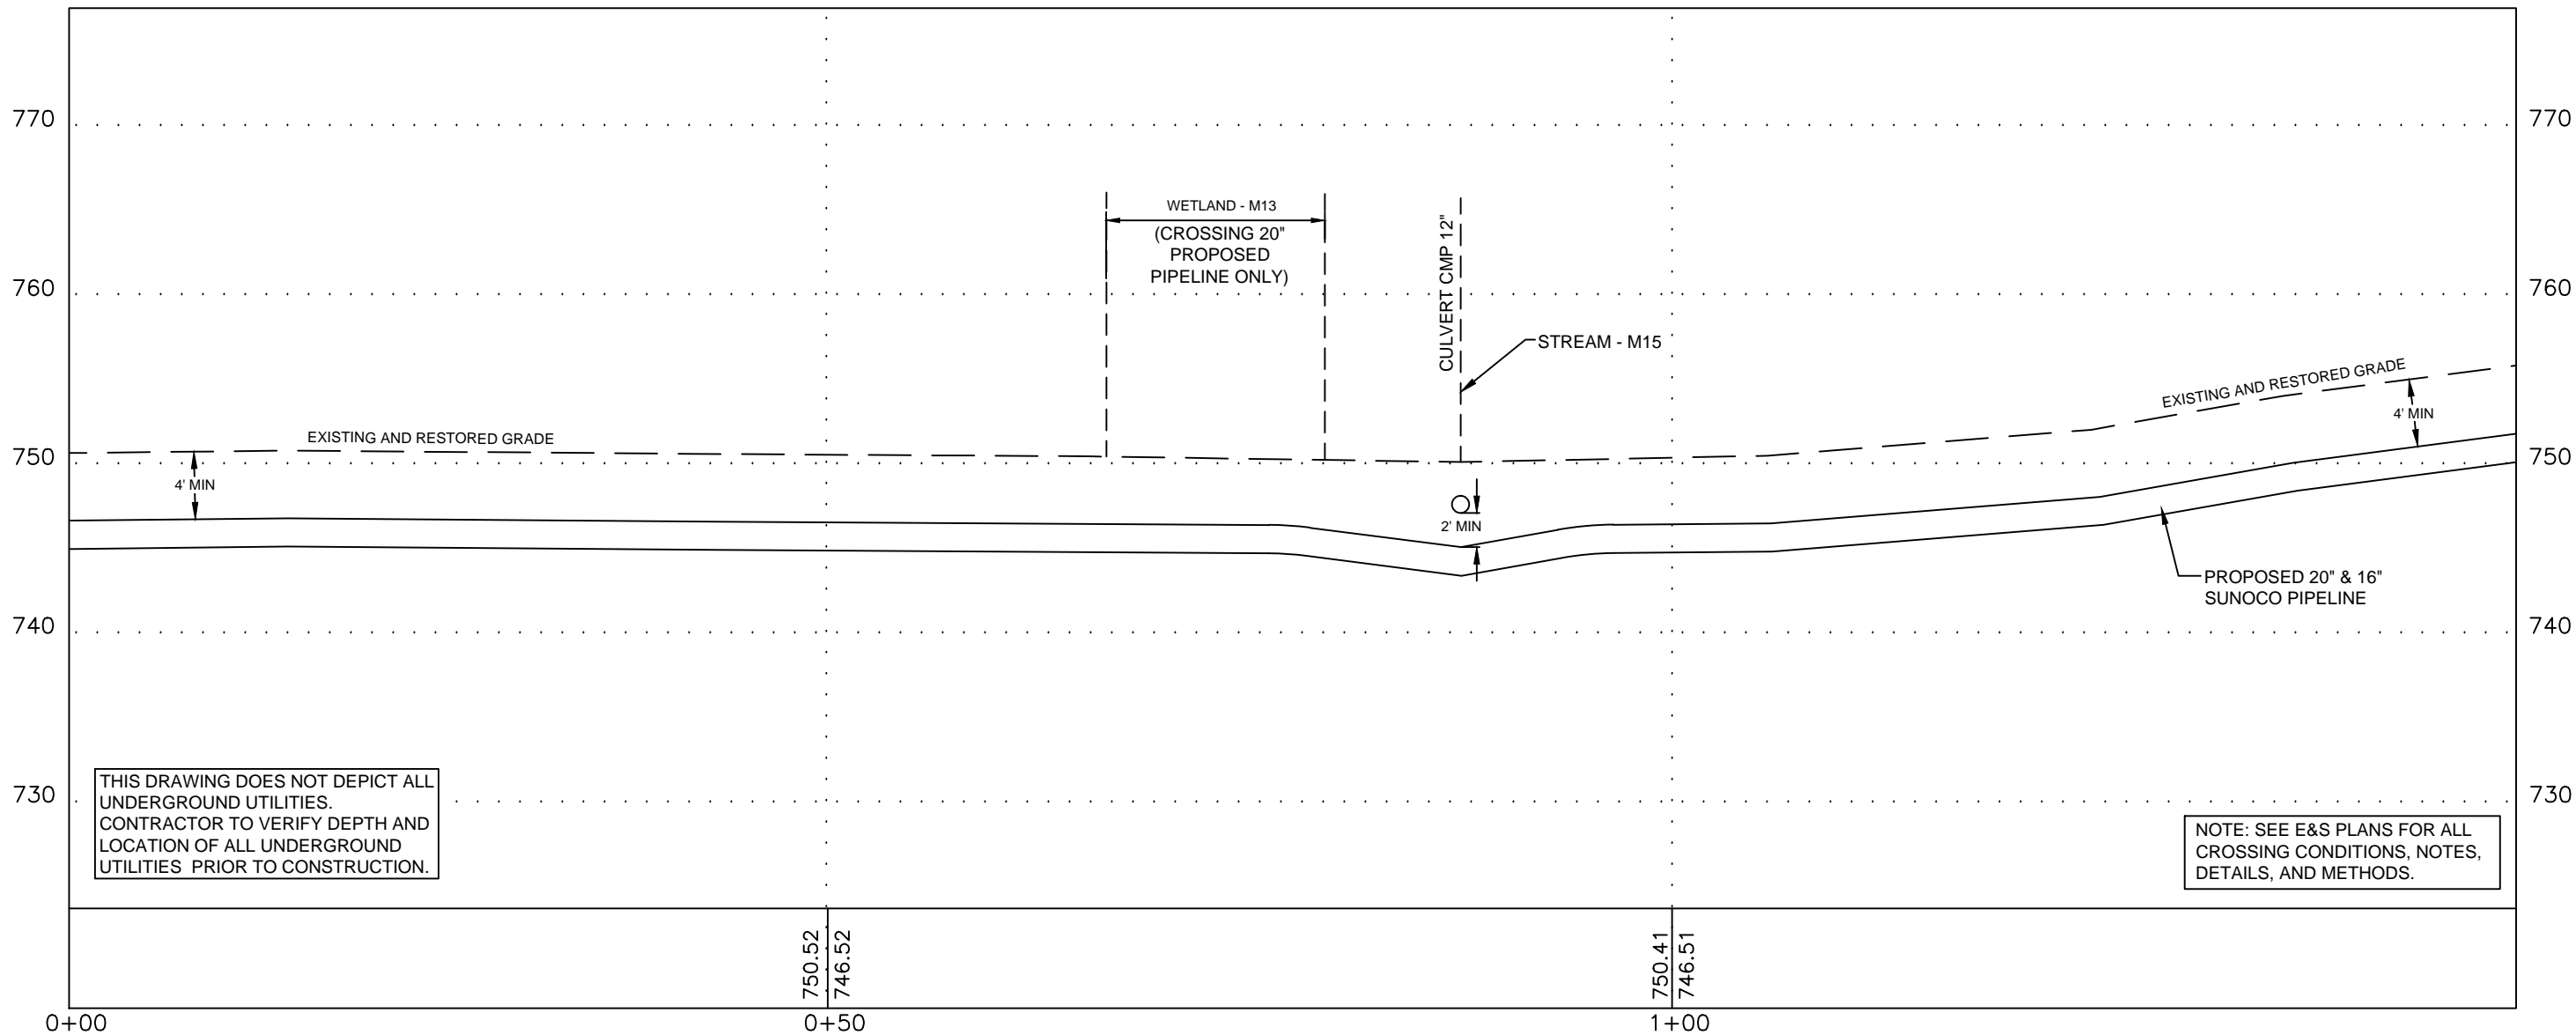 770
770
WETLAND - M13
(CROSSING 20"
PROPOSED
PIPELINE ONLY)
CULVERT CMP 12"
760
760
STREAM - M15
EXISTING AND RESTORED GRADE
4' MIN
EXISTING AND RESTORED GRADE
750
750
4' MIN
2' MIN
PROPOSED 20" & 16"
SUNOCO PIPELINE
740
740
THIS DRAWING DOES NOT DEPICT ALL
UNDERGROUND UTILITIES.
CONTRACTOR TO VERIFY DEPTH AND
LOCATION OF ALL UNDERGROUND
UTILITIES PRIOR TO CONSTRUCTION.
730
730
NOTE: SEE E&S PLANS FOR ALL
CROSSING CONDITIONS, NOTES,
DETAILS, AND METHODS.
750.52
746.52
750.41
746.51
0+00
0+50
1+00